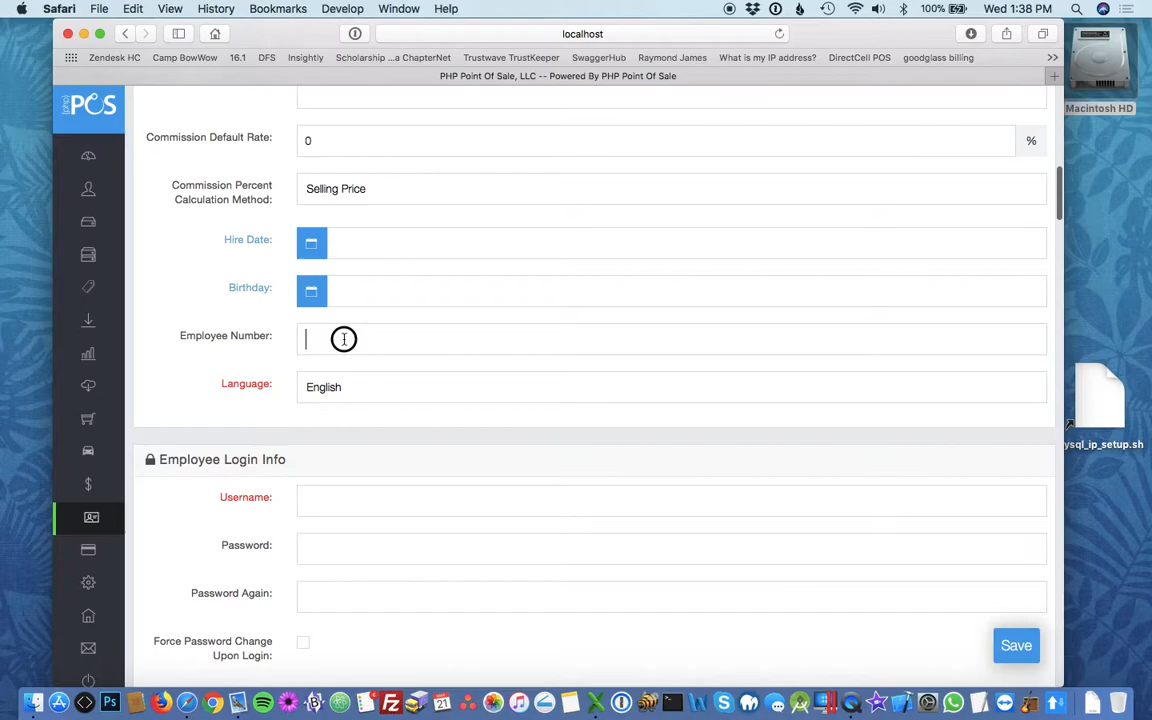 Safari File Edit View History Bookmarks Develop Window Help 100% Wed 1:38 PM
localhost
Zendesk HC Camp BowWow 16.1 DFS Insightly Scholarship ...a ChapterNet Trustwave TrustKeeper SwaggerHub Raymond James What is my IP address? DirectCell POS goodglass billing >>
PHP Point Of Sale, LLC -- Powered By PHP Point Of Sale +
(php) POS
Macintosh HD
Commission Default Rate: 0 %
Commission Percent
Calculation Method: Selling Price
Hire Date:
Birthday:
Employee Number:
Language: English
ysql_ip_setup.sh
Employee Login Info
Username:
Password:
Password Again:
Force Password Change
Upon Login:
Save